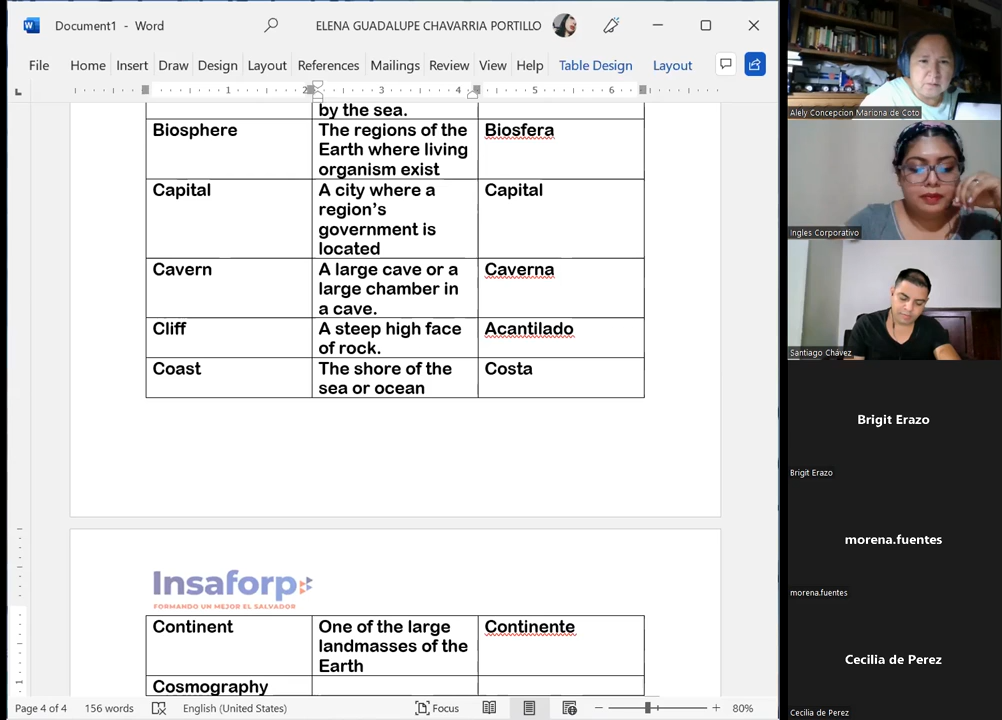 Document1 - Word
ELENA GUADALUPE CHAVARRIA PORTILLO
File Home Insert Draw Design Layout References Mailings Review View Help Table Design Layout
1 2 3 4 5 6
by the sea.
Biosphere
The regions of the
Earth where living
organism exist
Biosfera
Capital
A city where a
region's
government is
located
Capital
Cavern
A large cave or a
large chamber in
a cave.
Caverna
Cliff
A steep high face
of rock.
Acantilado
Coast
The shore of the
sea or ocean
Costa
Insaforp
FORMANDO UN MEJOR EL SALVADOR
Continent
One of the large
landmasses of the
Earth
Continente
Cosmography
Page 4 of 4 156 words English (United States) Focus 80%
Alely Concepcion Mariona de Coto
Ingles Corporativo
Santiago Chávez
Brigit Erazo
Brigit Erazo
morena.fuentes
morena.fuentes
Cecilia de Perez
Cecilia de Perez